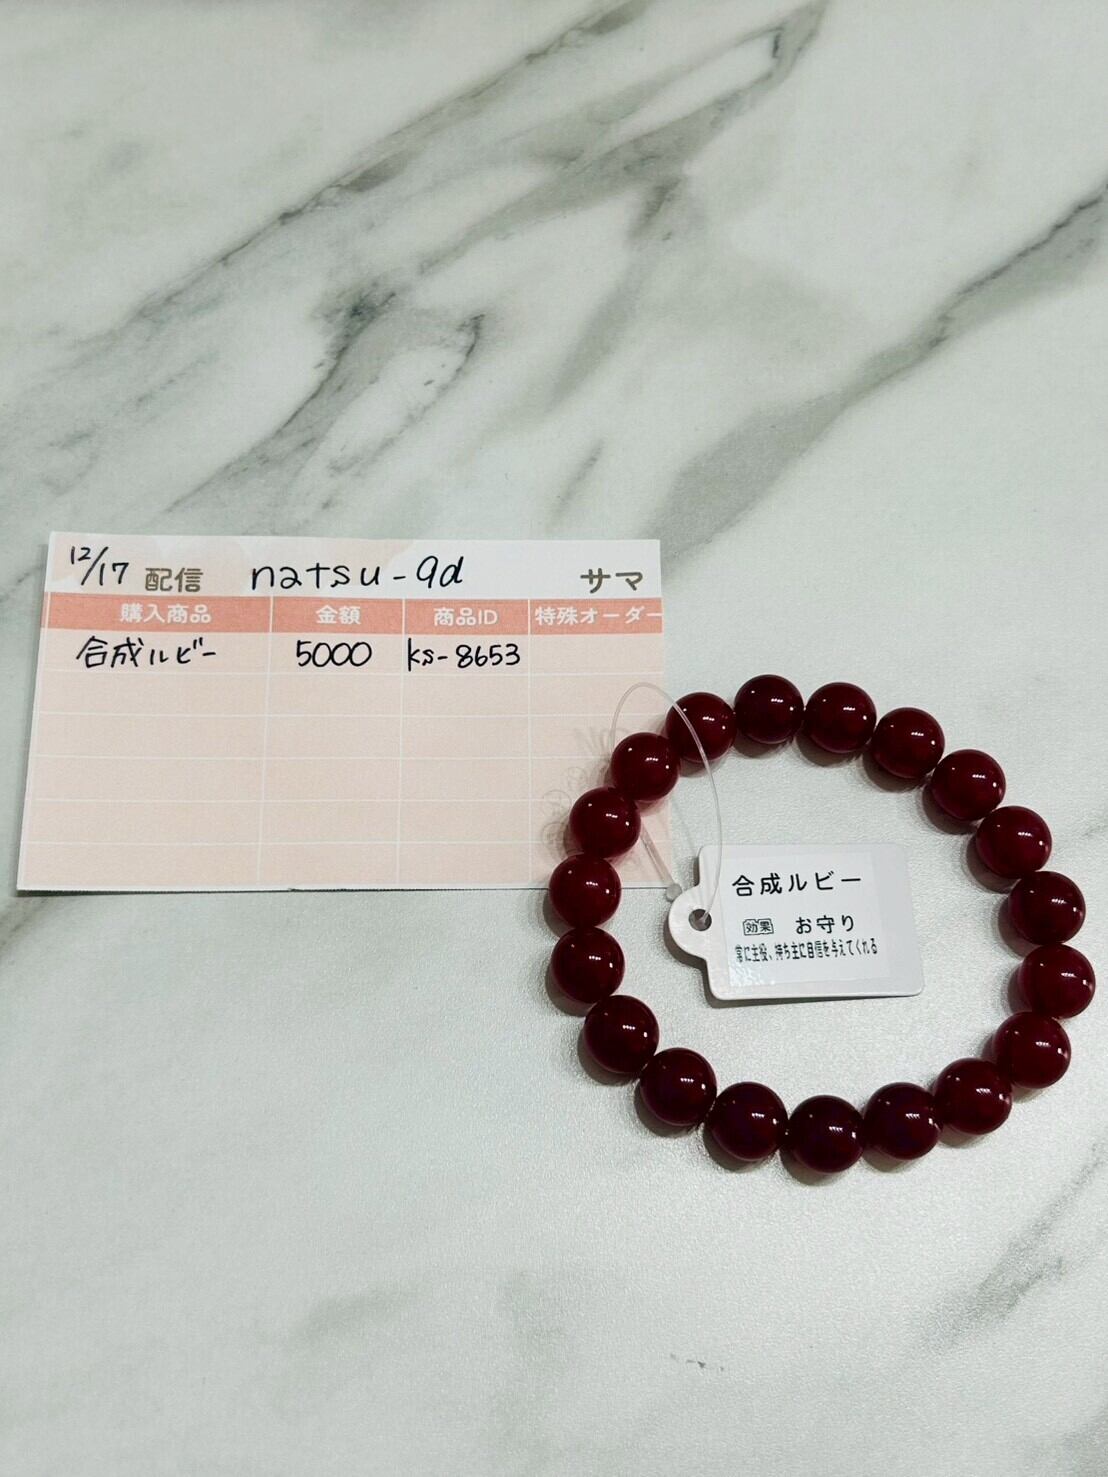 12/17 配信 natsu-9d サマ
購入商品 金額 商品ID 特殊オーダー
合成ルビー 5000 ks-8653
合成ルビー
効果 お守り
常に主役、持ち主に自信を与えてくれる